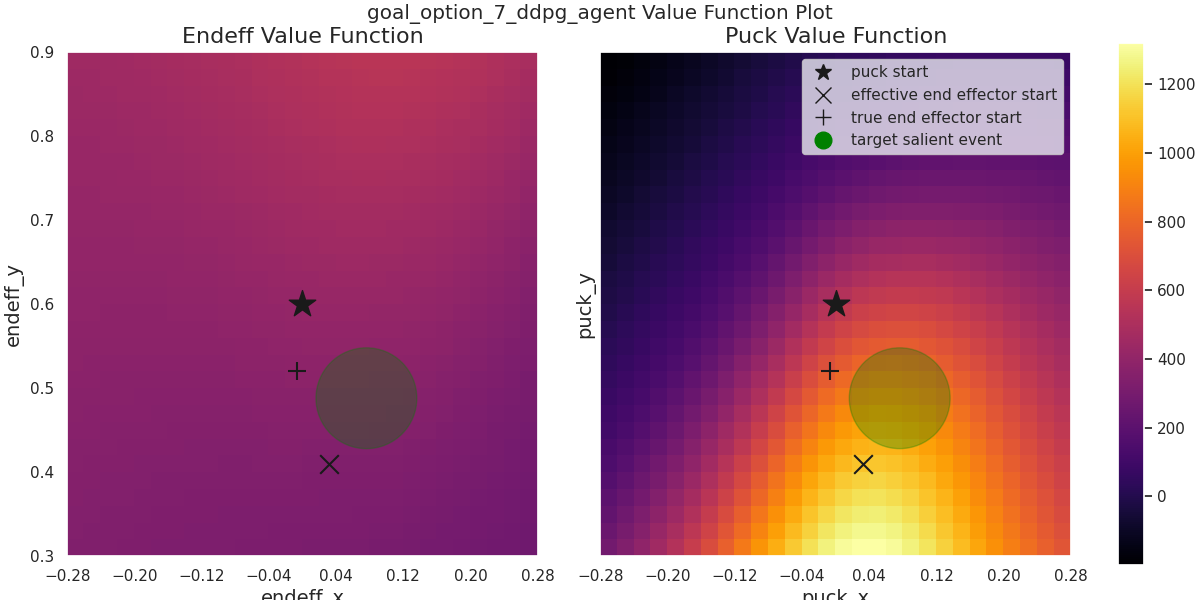 goal_option_7_ddpg_agent Value Function Plot
Endeff Value Function
0.9
0.8
0.7
0.6
0.5
0.4
0.3
endeff_y
−0.28 −0.20 −0.12 −0.04 0.04 0.12 0.20 0.28
endeff_x
Puck Value Function
puck start
effective end effector start
true end effector start
target salient event
puck_y
−0.28 −0.20 −0.12 −0.04 0.04 0.12 0.20 0.28
puck_x
1200
1000
800
600
400
200
0